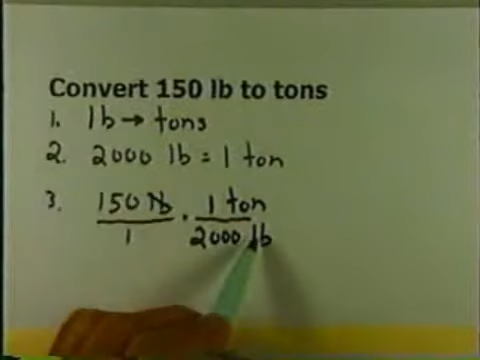 Convert 150 lb to tons
1. lb → tons
2. 2000 lb = 1 ton
3. 150 lb / 1 · 1 ton / 2000 lb